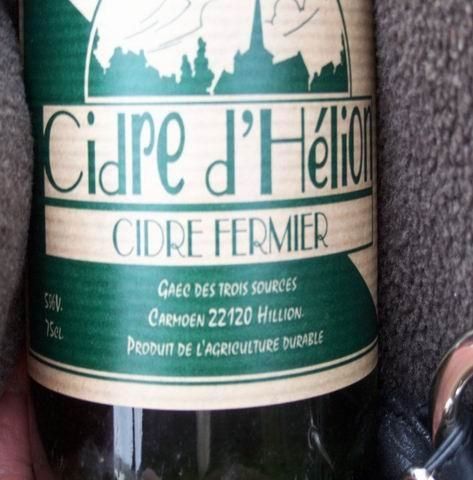 Cidre d'Hélion
CIDRE FERMIER
GAEC DES TROIS SOURCES
CARMOEN 22120 HILLION
PRODUIT DE L'AGRICULTURE DURABLE
75CL